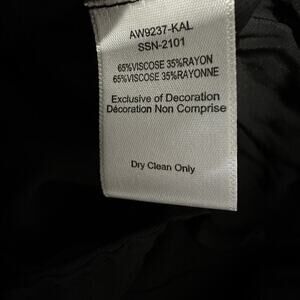 AW9237-KAL
SSN-2101
65%VISCOSE 35%RAYON
65%VISCOSE 35%RAYONNE
Exclusive of Decoration
Décoration Non Comprise
Dry Clean Only